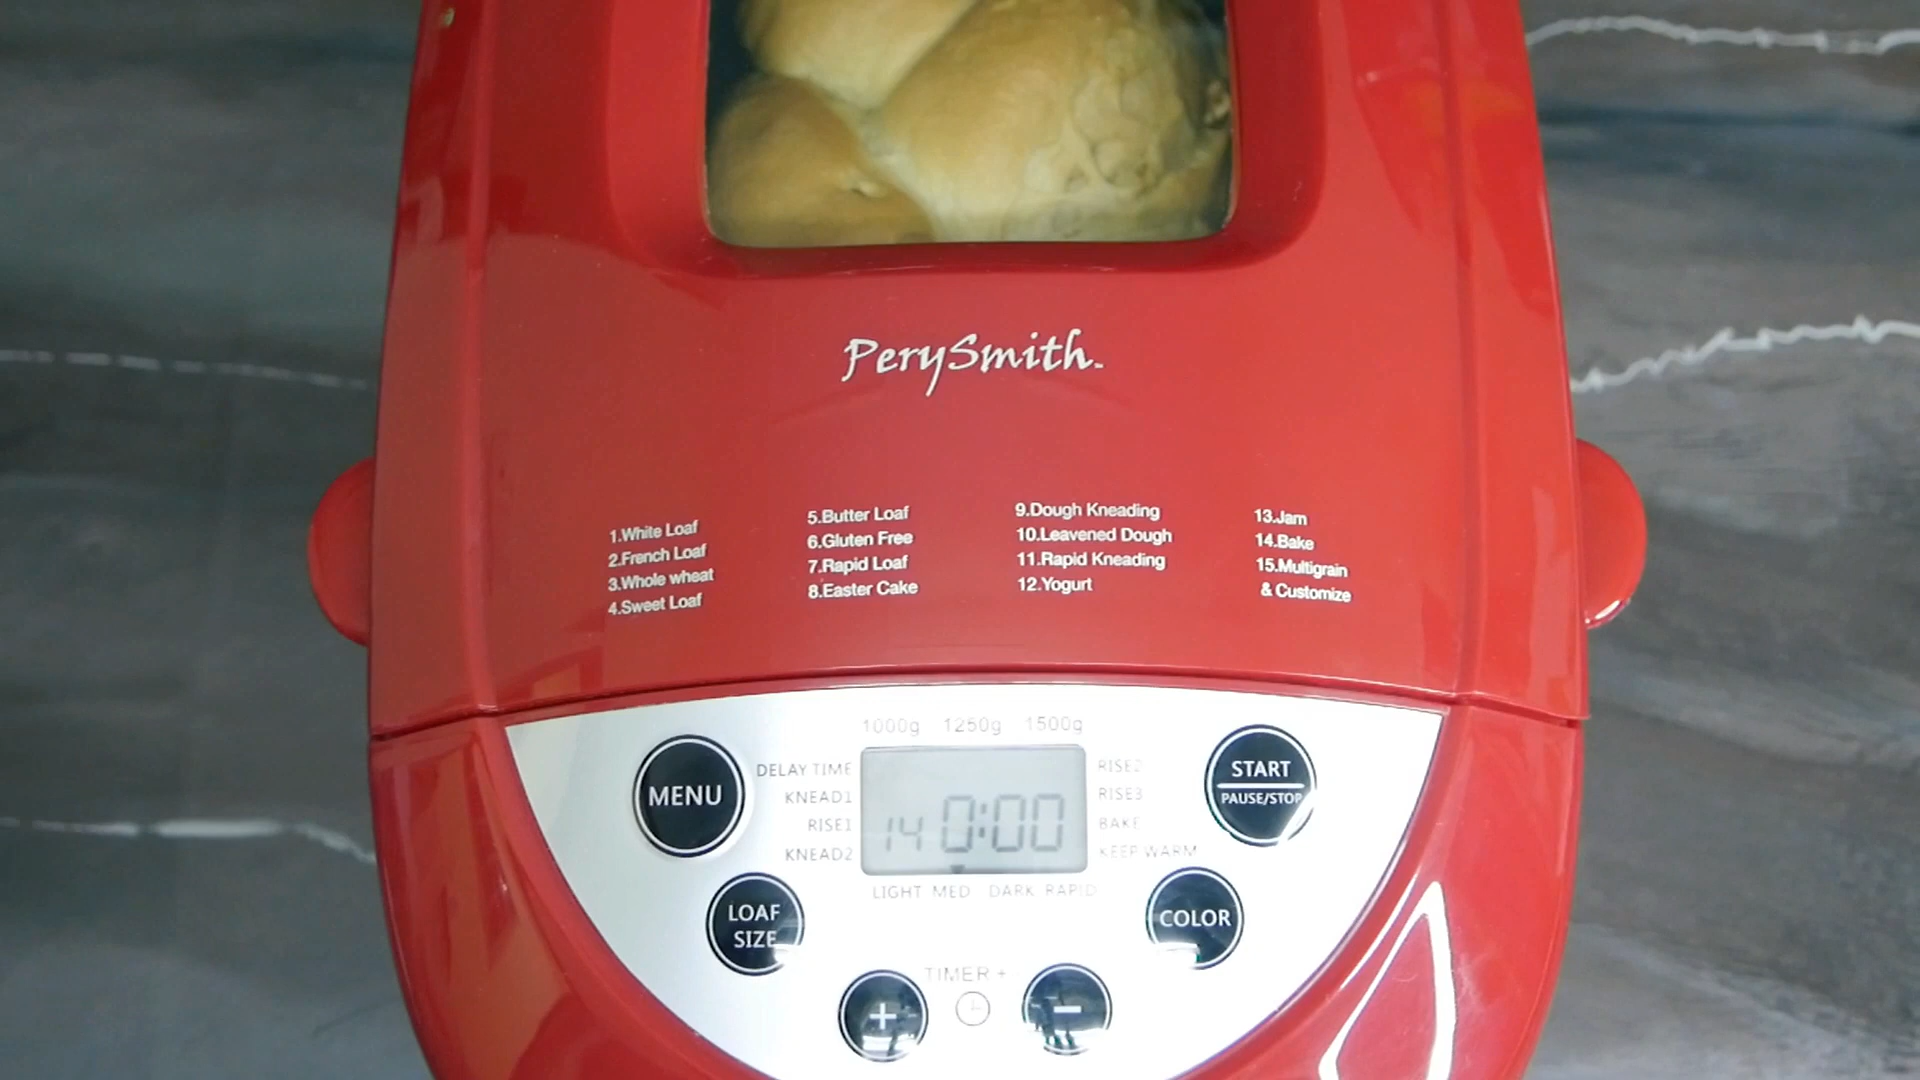 PerySmith™
1.White Loaf
2.French Loaf
3.Whole wheat
4.Sweet Loaf
5.Butter Loaf
6.Gluten Free
7.Rapid Loaf
8.Easter Cake
9.Dough Kneading
10.Leavened Dough
11.Rapid Kneading
12.Yogurt
13.Jam
14.Bake
15.Multigrain
& Customize
1000g 1250g 1500g
MENU
DELAY TIME
KNEAD1
RISE1
KNEAD2
14 0:00
RISE2
RISE3
BAKE
KEEP WARM
START
PAUSE/STOP
LIGHT MED DARK RAPID
LOAF
SIZE
COLOR
TIMER +
+
-